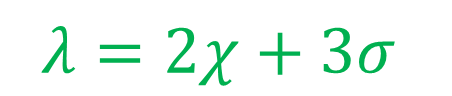 λ = 2χ + 3σ